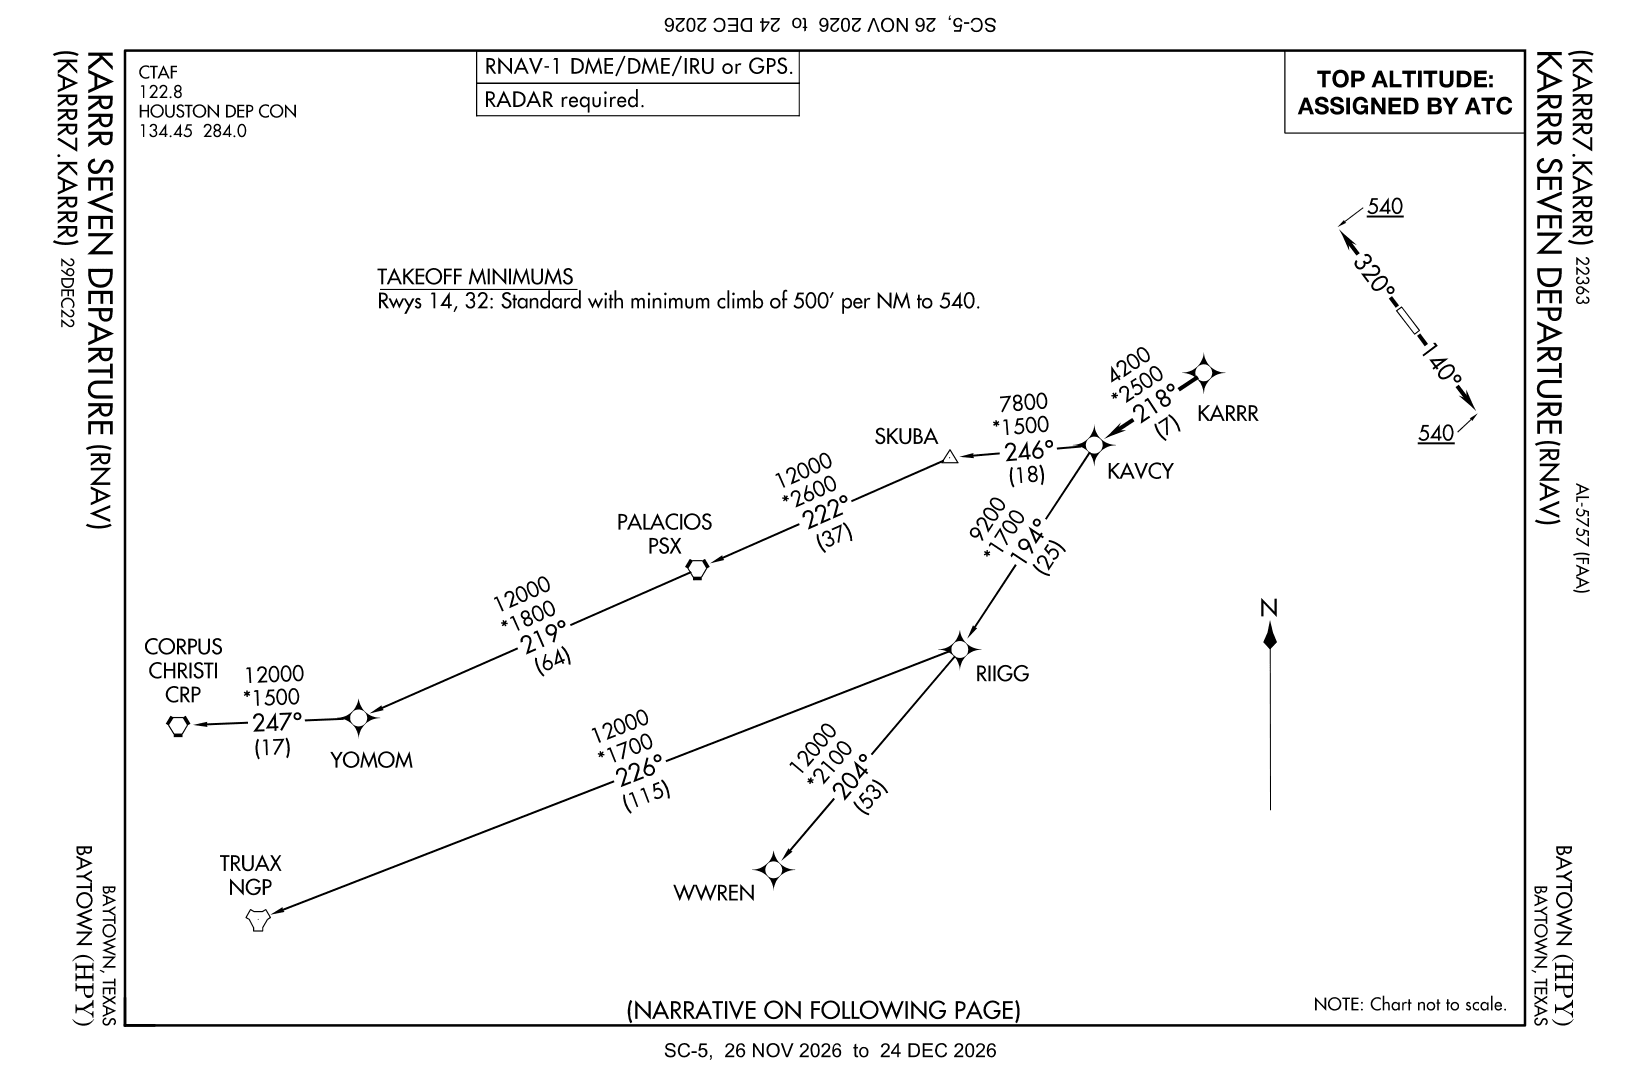 SC-5, 26 NOV 2026 to 24 DEC 2026
(KARRR7.KARRR) 29DEC22
KARRR SEVEN DEPARTURE (RNAV)
BAYTOWN (HPY)
BAYTOWN, TEXAS
CTAF
122.8
HOUSTON DEP CON
134.45 284.0
RNAV-1 DME/DME/IRU or GPS.
RADAR required.
TOP ALTITUDE:
ASSIGNED BY ATC
(KARRR7.KARRR) 22363
KARRR SEVEN DEPARTURE (RNAV)
AL-5757 (FAA)
BAYTOWN (HPY)
BAYTOWN, TEXAS
540
320°
140°
540
TAKEOFF MINIMUMS
Rwys 14, 32: Standard with minimum climb of 500' per NM to 540.
4200
*2500
218°
(7)
KARRR
KAVCY
7800
*1500
246°
(18)
SKUBA
12000
*2600
222°
(37)
PALACIOS
PSX
9200
*1700
194°
(25)
RIIGG
12000
*1800
219°
(64)
YOMOM
12000
*1500
247°
(17)
CORPUS
CHRISTI
CRP
12000
*1700
226°
(115)
TRUAX
NGP
12000
*2100
204°
(53)
WWREN
N
(NARRATIVE ON FOLLOWING PAGE)
NOTE: Chart not to scale.
SC-5, 26 NOV 2026 to 24 DEC 2026